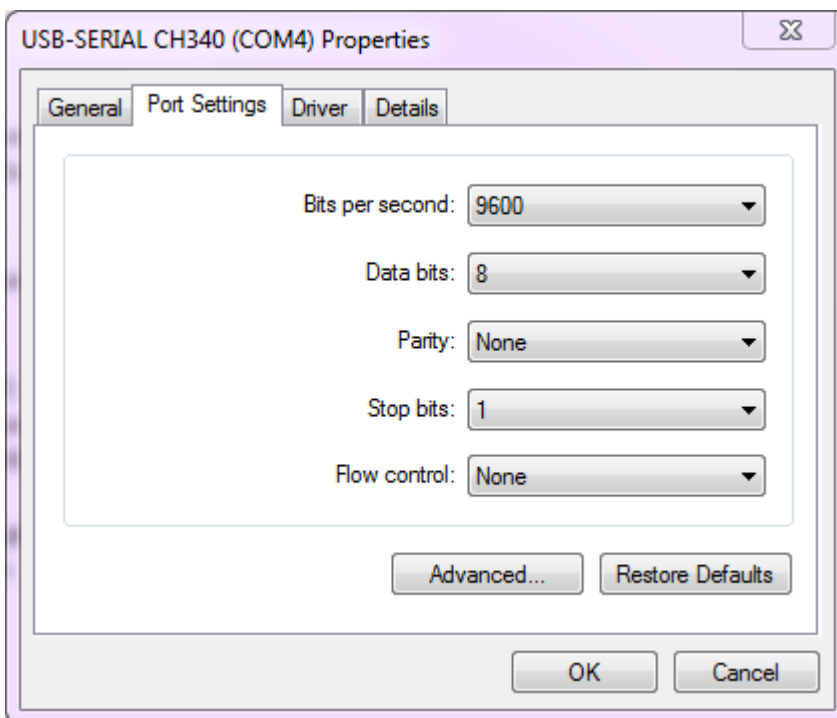 USB-SERIAL CH340 (COM4) Properties
General Port Settings Driver Details
Bits per second: 9600
Data bits: 8
Parity: None
Stop bits: 1
Flow control: None
Advanced... Restore Defaults
OK Cancel